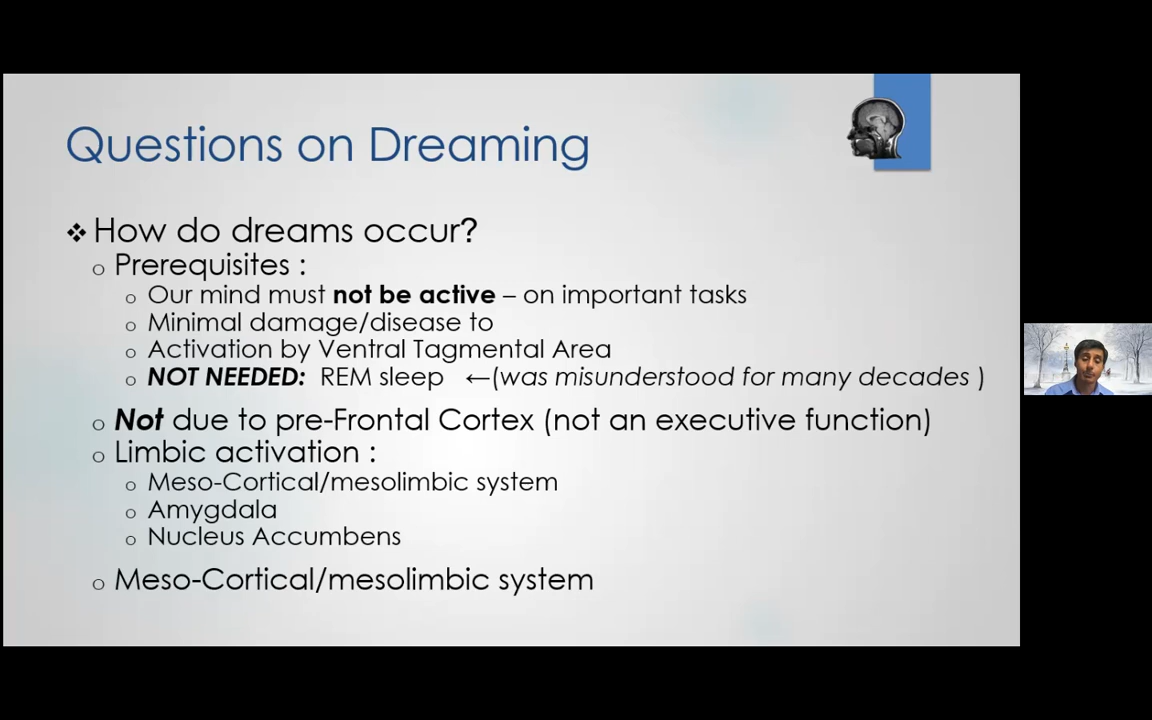 Questions on Dreaming
❖ How do dreams occur?
o Prerequisites :
o Our mind must not be active – on important tasks
o Minimal damage/disease to
o Activation by Ventral Tagmental Area
o NOT NEEDED: REM sleep ←(was misunderstood for many decades )
o Not due to pre-Frontal Cortex (not an executive function)
o Limbic activation :
o Meso-Cortical/mesolimbic system
o Amygdala
o Nucleus Accumbens
o Meso-Cortical/mesolimbic system